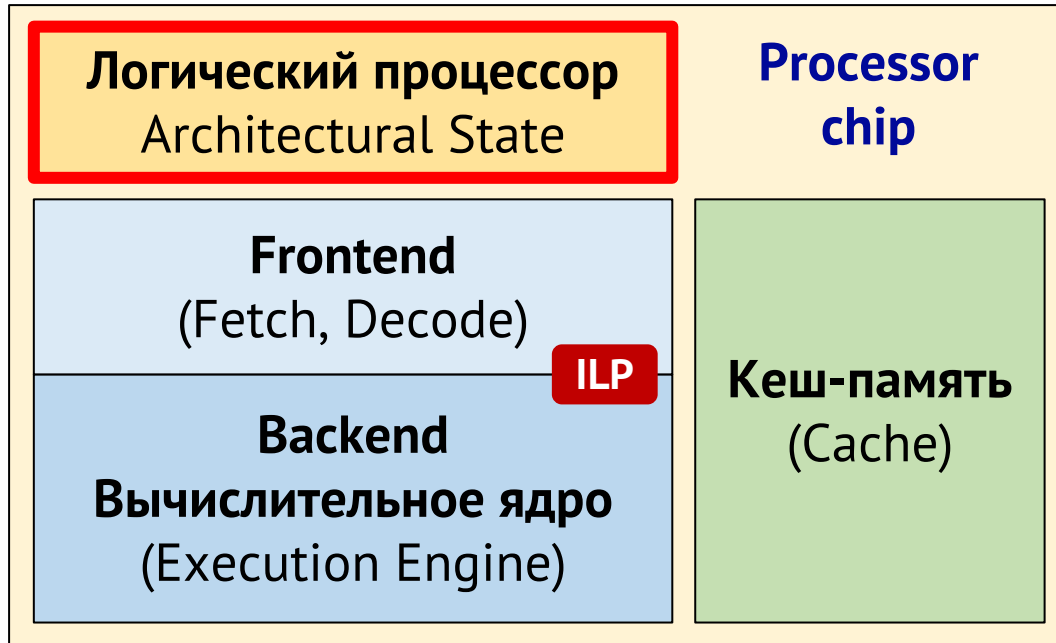 Логический процессор
Architectural State
Processor
chip
Frontend
(Fetch, Decode)
ILP
Backend
Вычислительное ядро
(Execution Engine)
Кеш-память
(Cache)